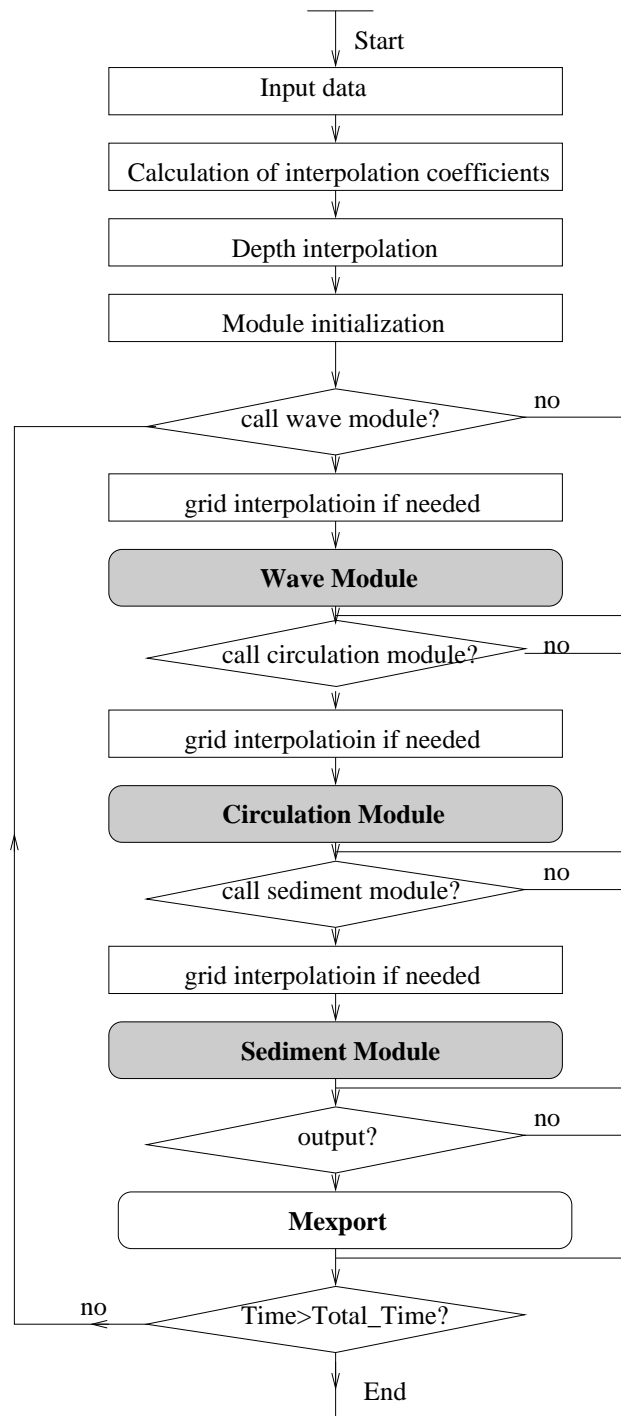 Start
Input data
Calculation of interpolation coefficients
Depth interpolation
Module initialization
call wave module?
no
grid interpolatioin if needed
Wave Module
call circulation module?
no
grid interpolatioin if needed
Circulation Module
call sediment module?
no
grid interpolatioin if needed
Sediment Module
output?
no
Mexport
Time>Total_Time?
no
End